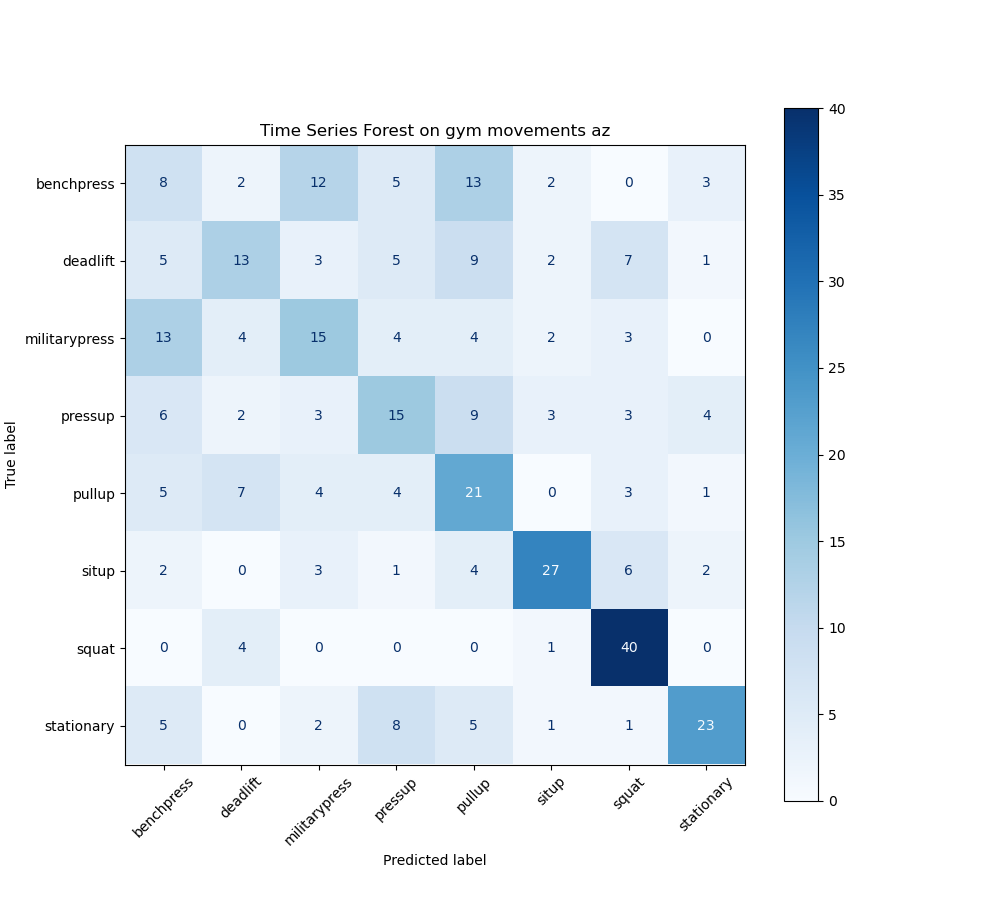 Time Series Forest on gym movements az
True label
benchpress 8 2 12 5 13 2 0 3
deadlift 5 13 3 5 9 2 7 1
militarypress 13 4 15 4 4 2 3 0
pressup 6 2 3 15 9 3 3 4
pullup 5 7 4 4 21 0 3 1
situp 2 0 3 1 4 27 6 2
squat 0 4 0 0 0 1 40 0
stationary 5 0 2 8 5 1 1 23
benchpress deadlift militarypress pressup pullup situp squat stationary
Predicted label
40
35
30
25
20
15
10
5
0